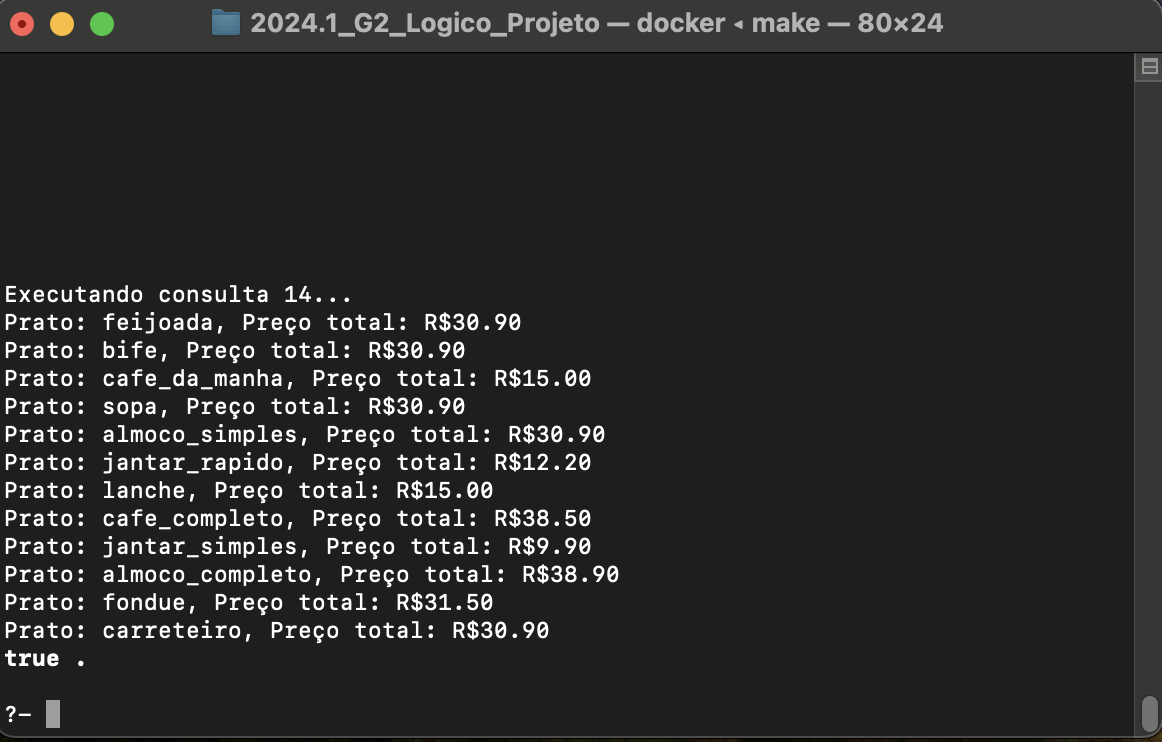 2024.1_G2_Logico_Projeto — docker ◂ make — 80×24
Executando consulta 14...
Prato: feijoada, Preço total: R$30.90
Prato: bife, Preço total: R$30.90
Prato: cafe_da_manha, Preço total: R$15.00
Prato: sopa, Preço total: R$30.90
Prato: almoco_simples, Preço total: R$30.90
Prato: jantar_rapido, Preço total: R$12.20
Prato: lanche, Preço total: R$15.00
Prato: cafe_completo, Preço total: R$38.50
Prato: jantar_simples, Preço total: R$9.90
Prato: almoco_completo, Preço total: R$38.90
Prato: fondue, Preço total: R$31.50
Prato: carreteiro, Preço total: R$30.90
true .
?-